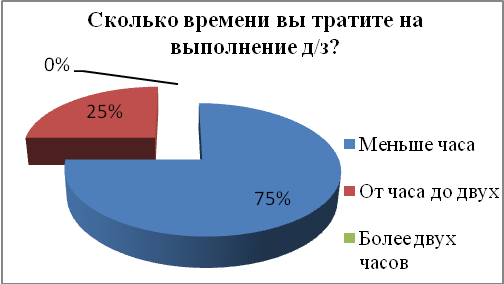 Сколько времени вы тратите на
выполнение д/з?
0%
25%
75%
Меньше часа
От часа до двух
Более двух
часов